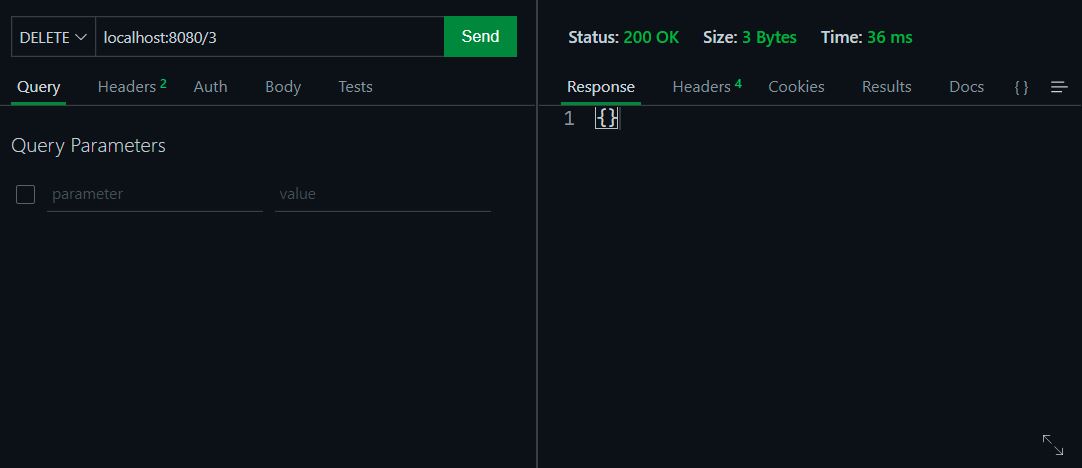 DELETE localhost:8080/3 Send
Query Headers 2 Auth Body Tests
Query Parameters
parameter value
Status: 200 OK Size: 3 Bytes Time: 36 ms
Response Headers 4 Cookies Results Docs {}
1 {}